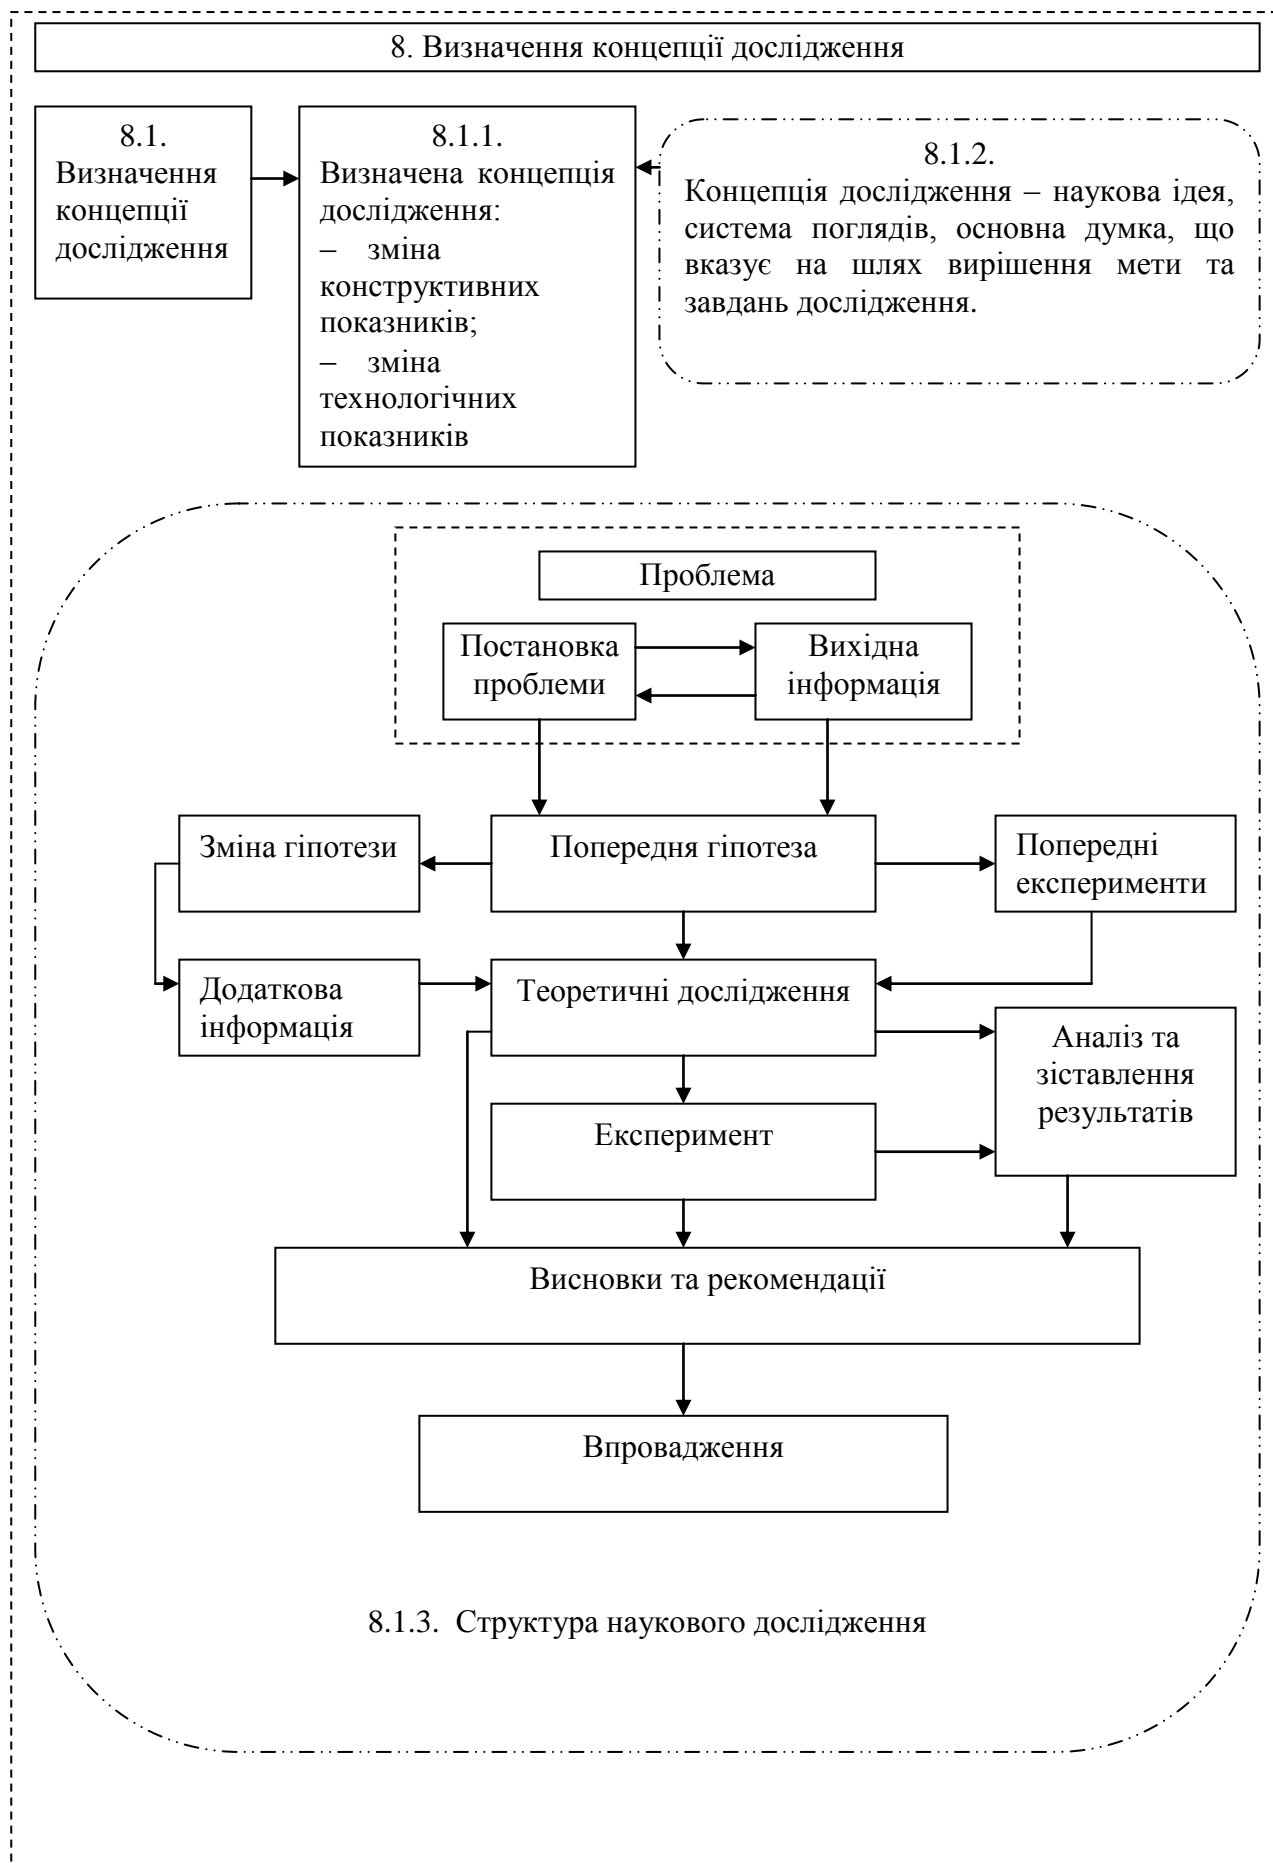 8. Визначення концепції дослідження
8.1.
Визначення
концепції
дослідження
8.1.1.
Визначена концепція
дослідження:
– зміна
конструктивних
показників;
– зміна
технологічних
показників
8.1.2.
Концепція дослідження – наукова ідея,
система поглядів, основна думка, що
вказує на шлях вирішення мети та
завдань дослідження.
Проблема
Постановка
проблеми
Вихідна
інформація
Зміна гіпотези
Попередня гіпотеза
Попередні
експерименти
Додаткова
інформація
Теоретичні дослідження
Аналіз та
зіставлення
результатів
Експеримент
Висновки та рекомендації
Впровадження
8.1.3. Структура наукового дослідження